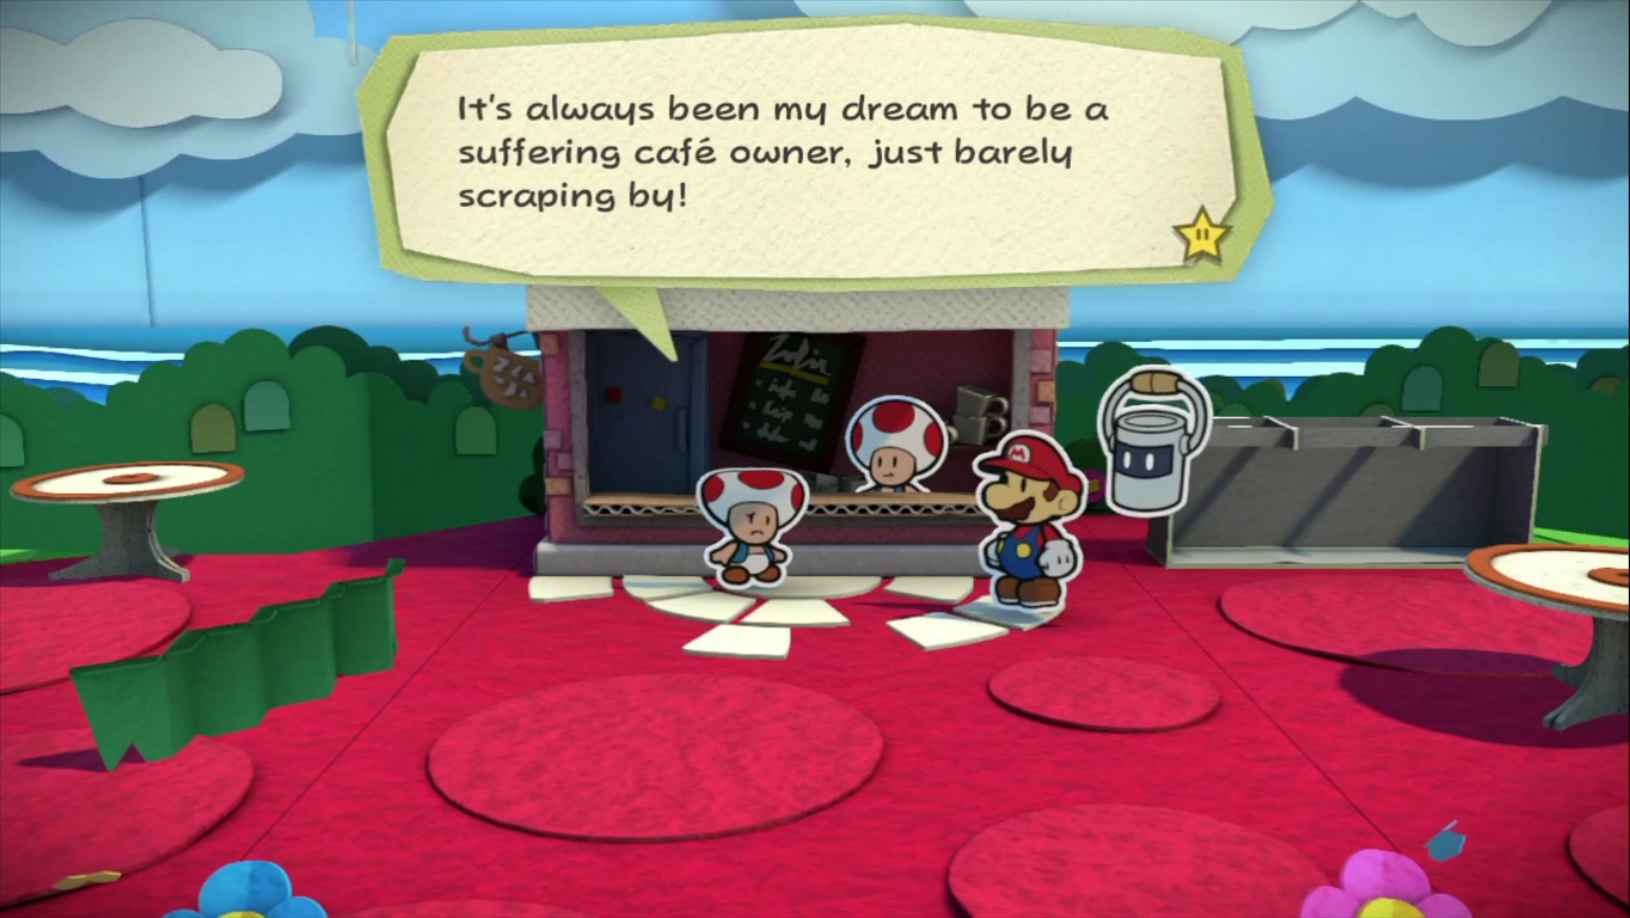 It's always been my dream to be a
suffering café owner, just barely
scraping by!
M